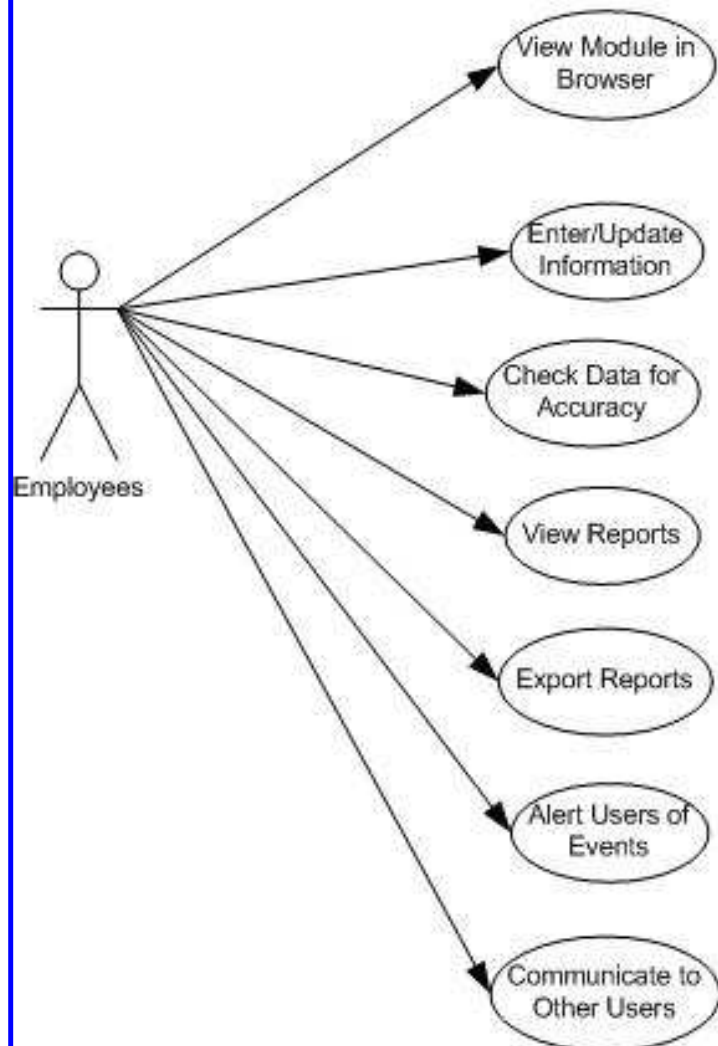 View Module in
Browser
Enter/Update
Information
Check Data for
Accuracy
Employees
View Reports
Export Reports
Alert Users of
Events
Communicate to
Other Users